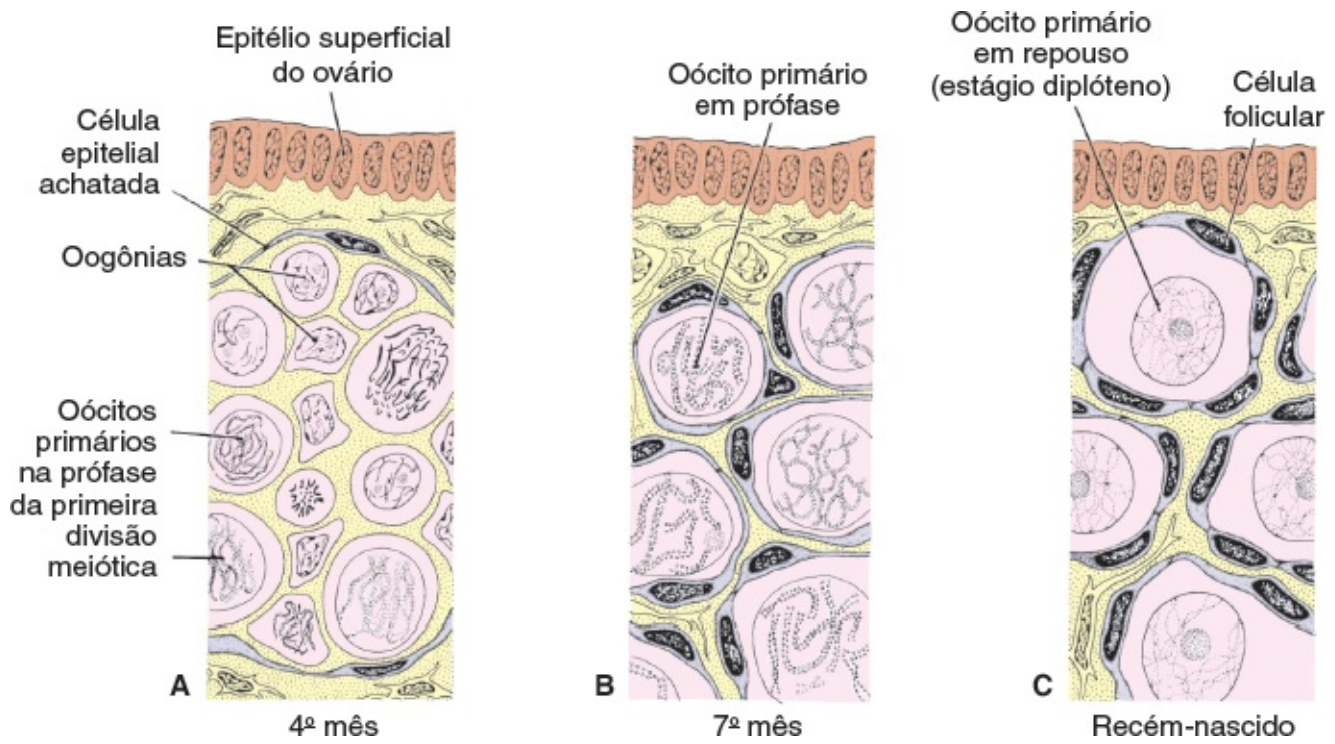 Epitélio superficial
do ovário
Célula
epitelial
achatada
Oogônias
Oócitos
primários
na prófase
da primeira
divisão
meiótica
A
4º mês
Oócito primário
em prófase
B
7º mês
Oócito primário
em repouso
(estágio diplóteno)
Célula
folicular
C
Recém-nascido